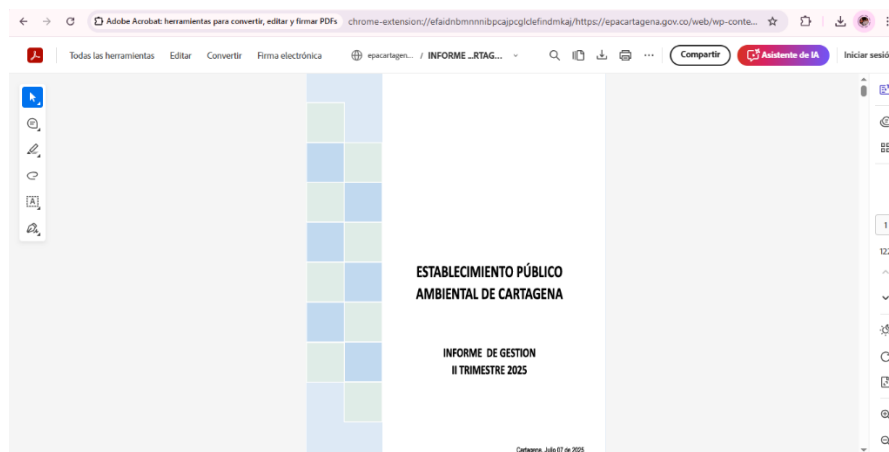 Adobe Acrobat: herramientas para convertir, editar y firmar PDFs chrome-extension://efaidnbmnnnibpcajpcglclefindmkaj/https://epacartagena.gov.co/web/wp-conte...
Todas las herramientas Editar Convertir Firma electrónica epacartagen... / INFORME ...RTAG... Compartir Asistente de IA Iniciar sesió
ESTABLECIMIENTO PÚBLICO
AMBIENTAL DE CARTAGENA
INFORME DE GESTION
II TRIMESTRE 2025
Cartagena, Julio 07 de 2025
1
122